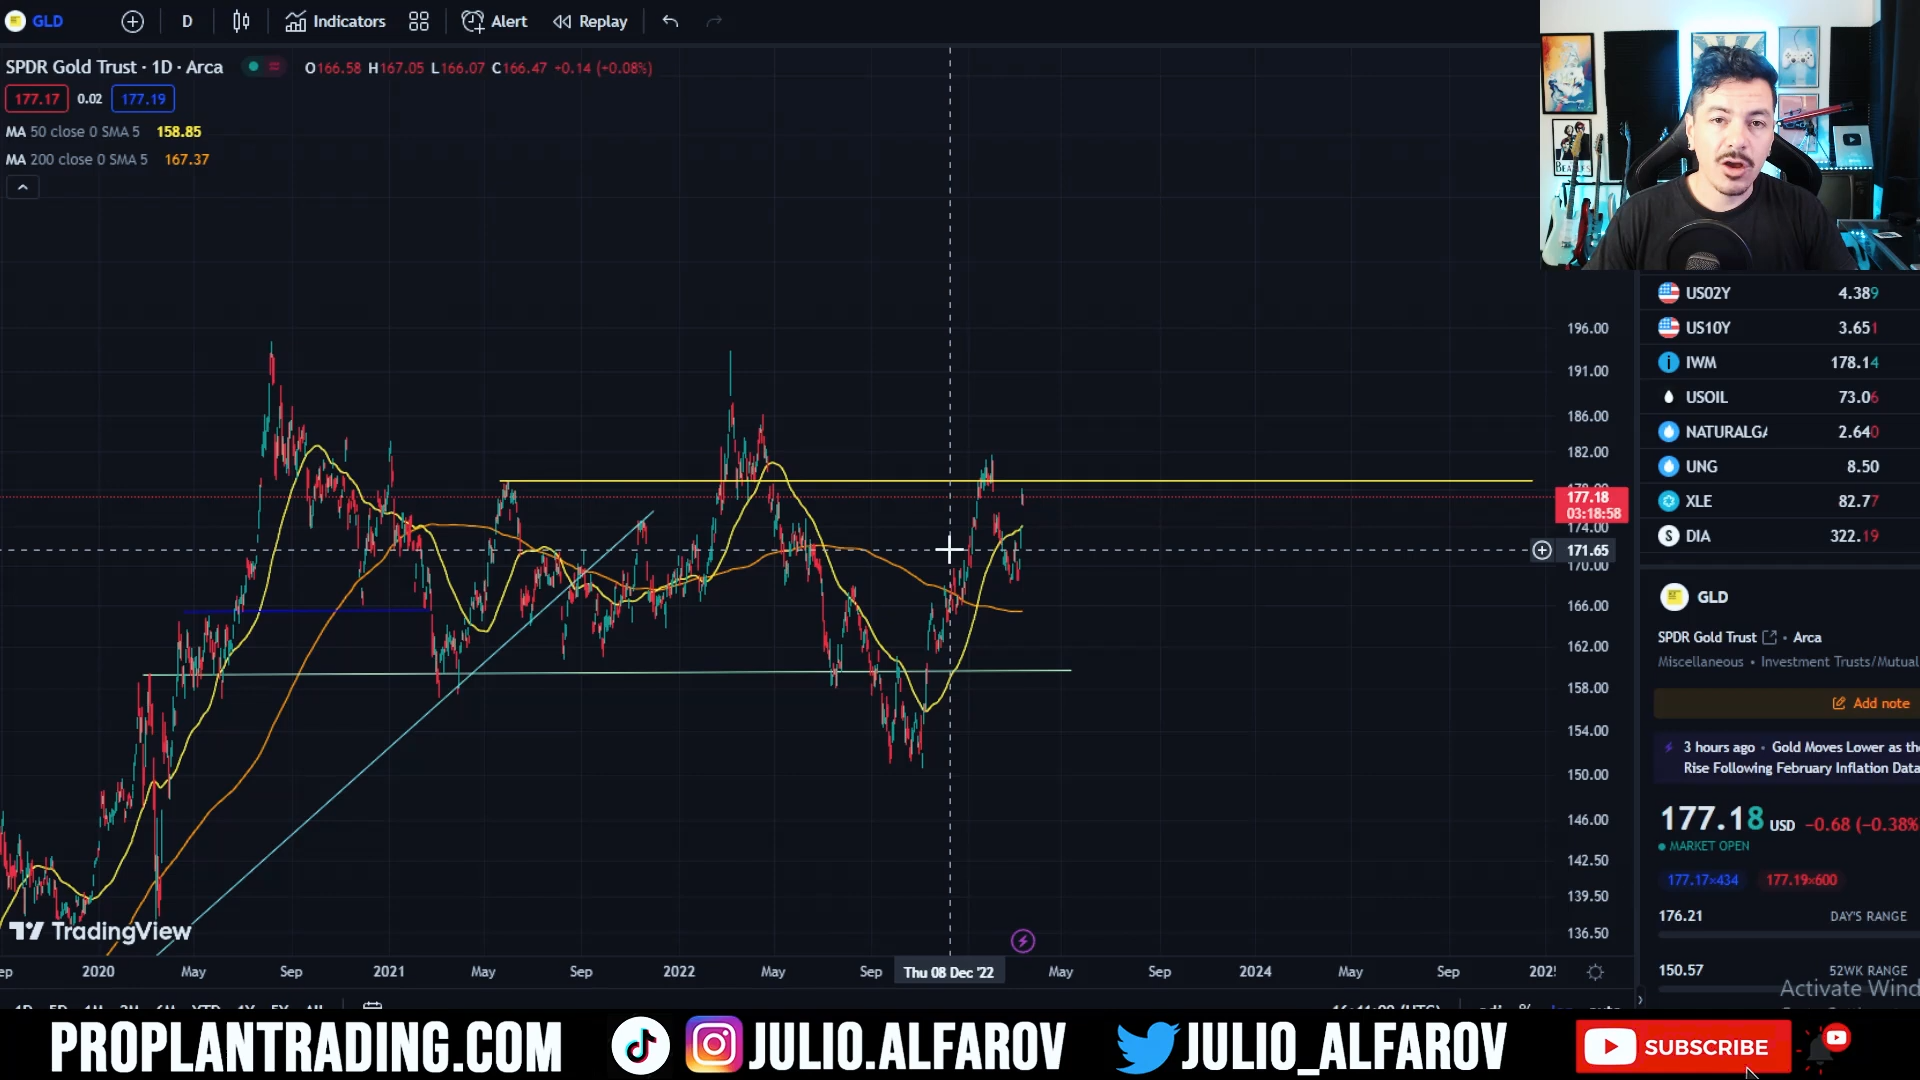 GLD
D
Indicators
Alert
Replay
SPDR Gold Trust · 1D · Arca
O166.58 H167.05 L166.07 C166.47 +0.14 (+0.08%)
177.17 0.02 177.19
MA 50 close 0 SMA 5 158.85
MA 200 close 0 SMA 5 167.37
BEATLES
US02Y 4.389
US10Y 3.651
IWM 178.14
USOIL 73.06
NATURALGA
2.640
UNG 8.50
XLE 82.77
DIA 322.19
196.00
191.00
186.00
182.00
178.00
177.18
03:18:58
174.00
171.65
170.00
166.00
162.00
158.00
154.00
150.00
146.00
142.50
139.50
136.50
GLD
SPDR Gold Trust • Arca
Miscellaneous • Investment Trusts/Mutual
Add note
3 hours ago • Gold Moves Lower as the
Rise Following February Inflation Data
177.18 USD −0.68 (−0.38%
MARKET OPEN
177.17×434 177.19×600
176.21 DAY'S RANGE
150.57 52WK RANGE
Activate Wind
TradingView
ep 2020 May Sep 2021 May Sep 2022 May Sep Thu 08 Dec '22 May Sep 2024 May Sep 202
PROPLANTRADING.COM JULIO.ALFAROV JULIO_ALFAROV SUBSCRIBE